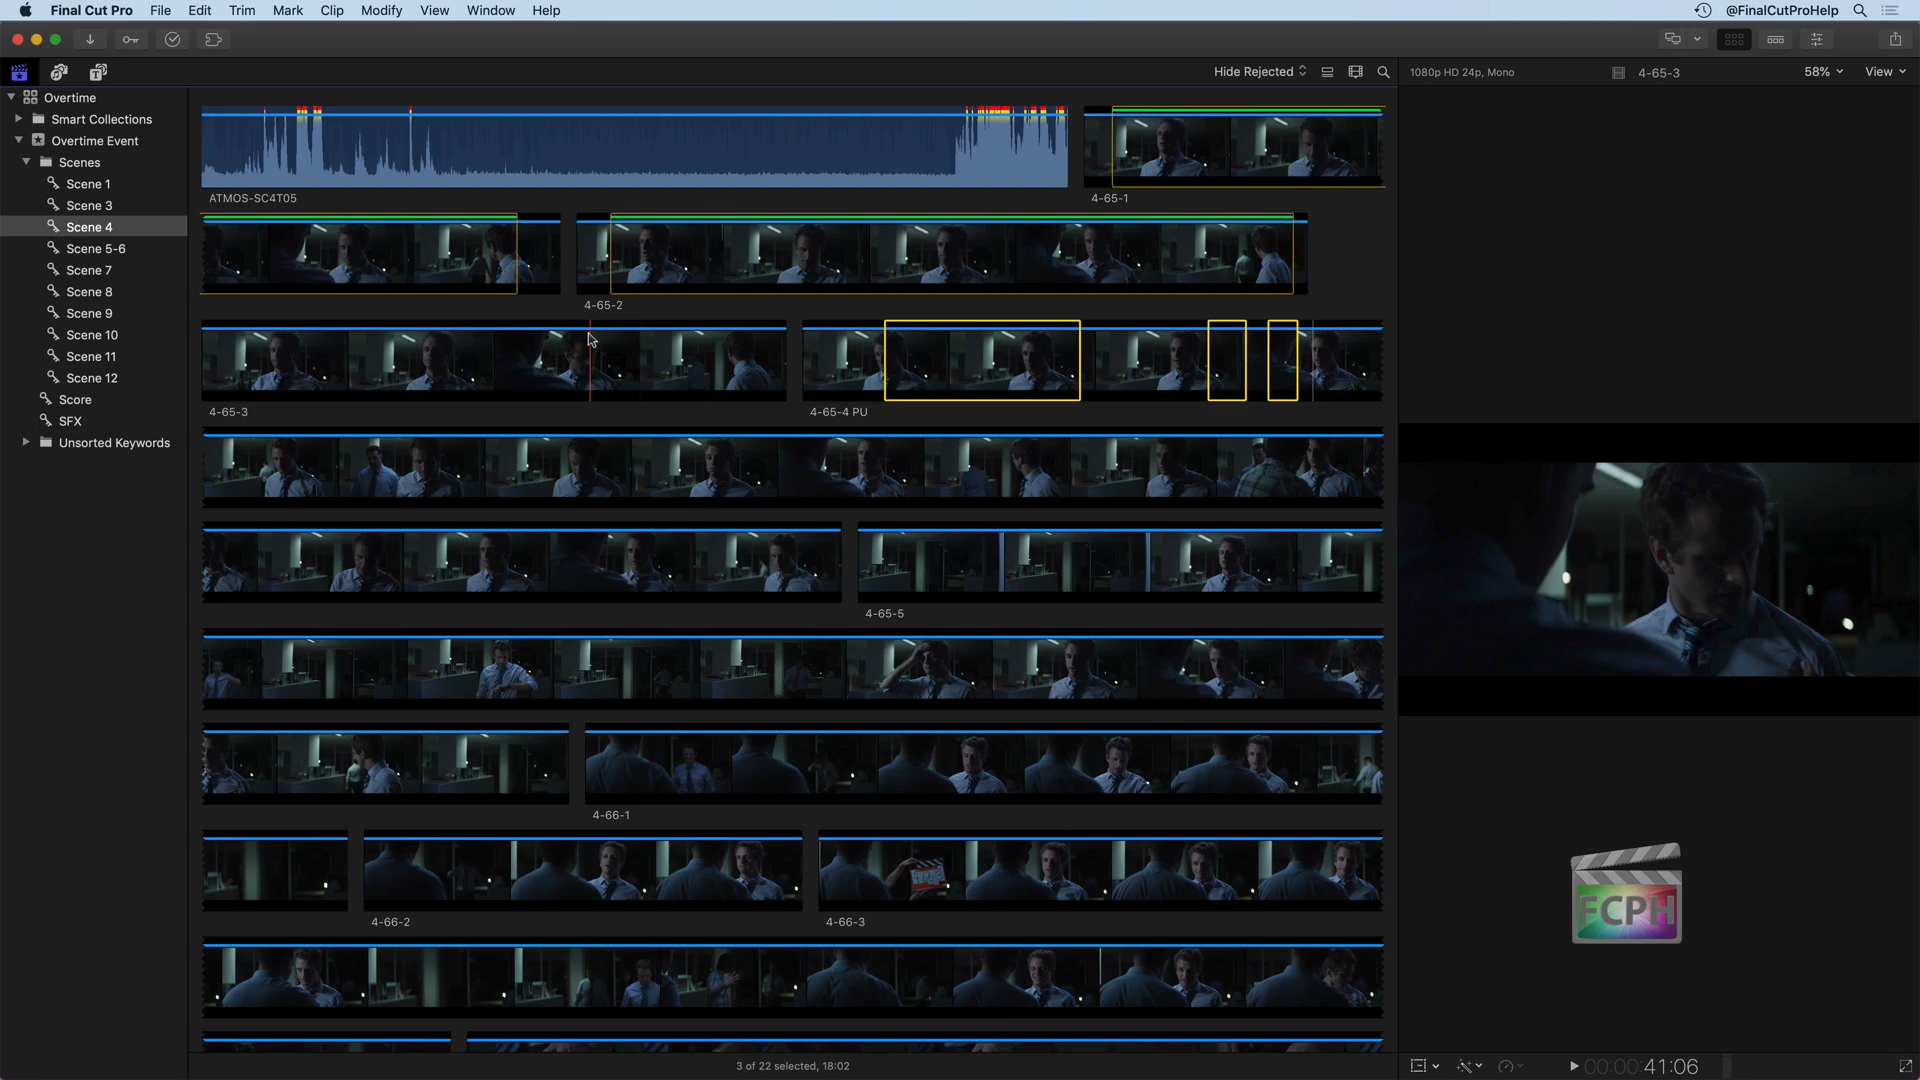 Final Cut Pro File Edit Trim Mark Clip Modify View Window Help @FinalCutProHelp
Hide Rejected 1080p HD 24p, Mono 4-65-3 58% View
Overtime
Smart Collections
Overtime Event
Scenes
Scene 1
Scene 3
Scene 4
Scene 5-6
Scene 7
Scene 8
Scene 9
Scene 10
Scene 11
Scene 12
Score
SFX
Unsorted Keywords
ATMOS-SC4T05 4-65-1
4-65-2
4-65-3 4-65-4 PU
4-65-5
4-66-1
4-66-2 4-66-3
FCPH
3 of 22 selected, 18:02
00:00:41:06